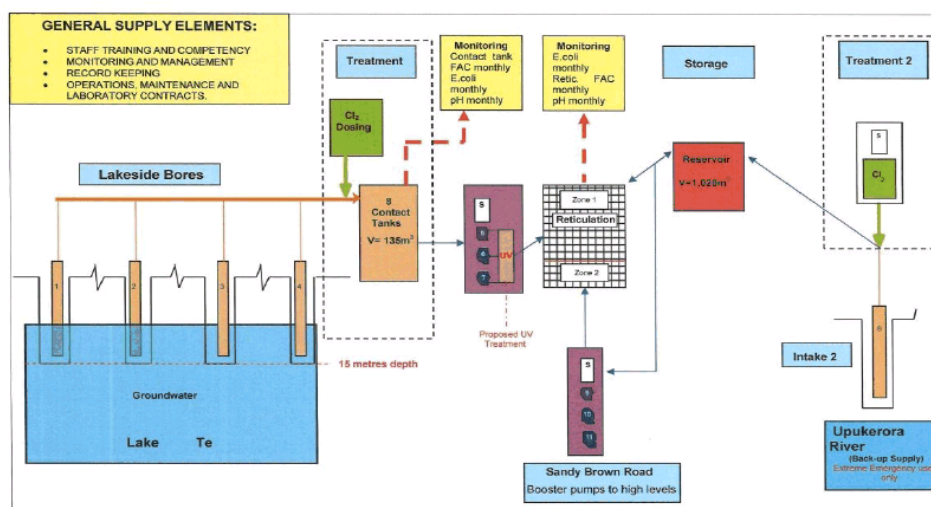 GENERAL SUPPLY ELEMENTS:
• STAFF TRAINING AND COMPETENCY
• MONITORING AND MANAGEMENT
• RECORD KEEPING
• OPERATIONS, MAINTENANCE AND
LABORATORY CONTRACTS.
Treatment
Cl2
Dosing
Monitoring
Contact tank
FAC monthly
E.coli
monthly
pH monthly
Monitoring
E.coli
monthly
Retic. FAC
monthly
pH monthly
Storage
Treatment 2
S
Cl2
Lakeside Bores
8
Contact
Tanks
V= 135m3
S
5
6
7
UV
Proposed UV
Treatment
Zone 1
Reticulation
Zone 2
Reservoir
V=1,020m3
1
2
3
4
15 metres depth
Groundwater
Lake Te
S
9
10
11
Sandy Brown Road
Booster pumps to high levels
Intake 2
Upukerora
River
(Back-up Supply)
Extreme Emergency use
only